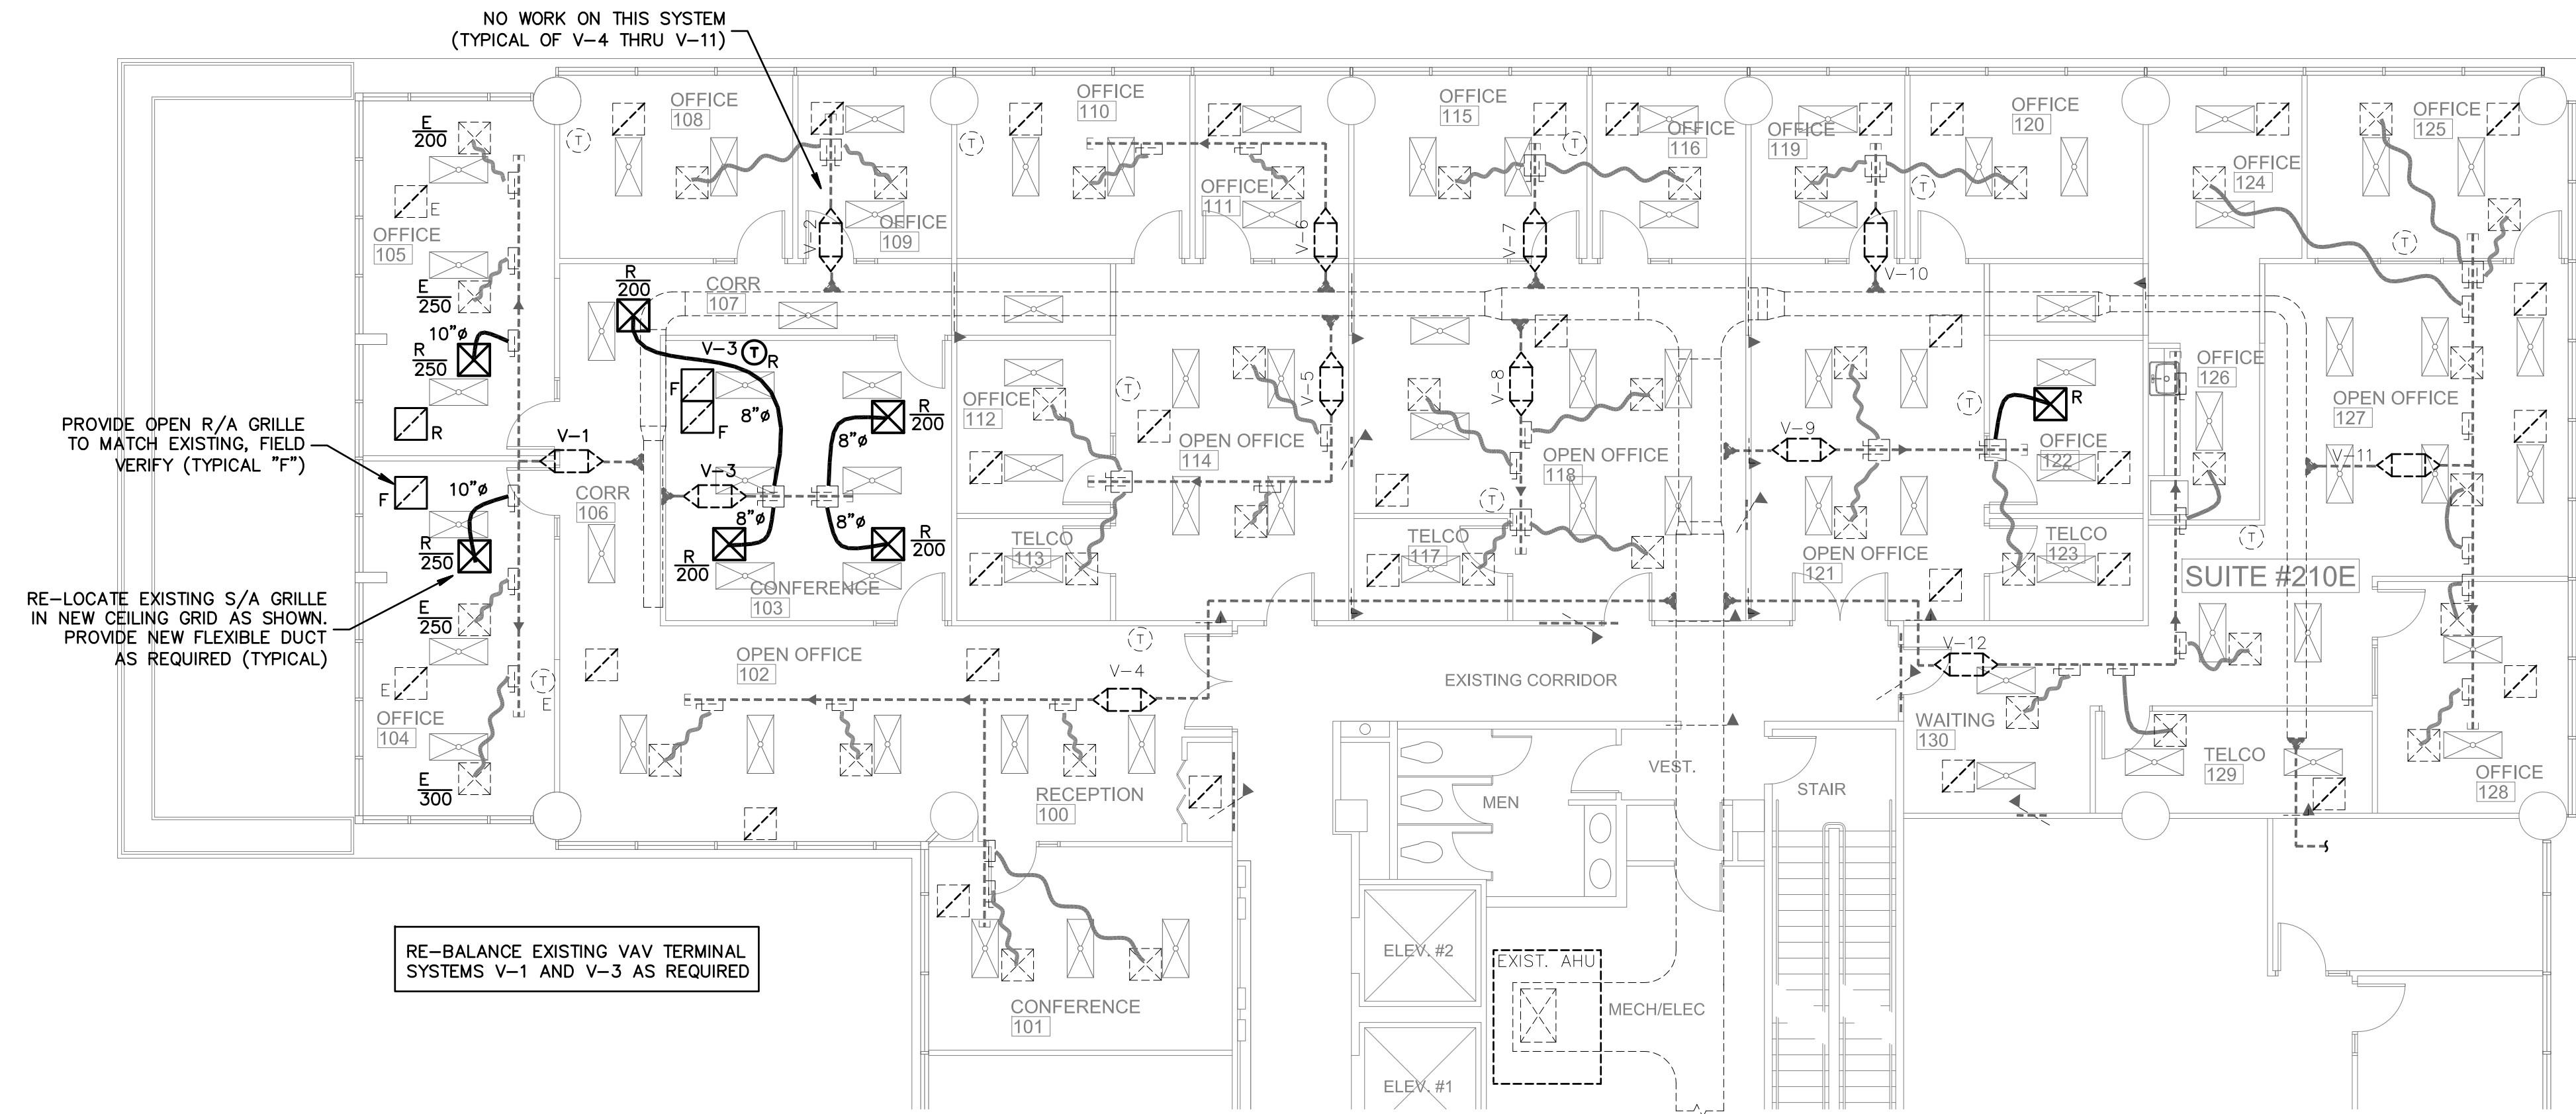 NO WORK ON THIS SYSTEM
(TYPICAL OF V-4 THRU V-11)
OFFICE
108
OFFICE
110
OFFICE
115
OFFICE
116
OFFICE
119
OFFICE
120
OFFICE
125
E
200
T
T
T
T
T
E
OFFICE
105
OFFICE
111
OFFICE
109
OFFICE
124
V-2
V-6
V-7
V-10
E
250
R
200
CORR
107
10"ø
R
250
V-3
T
R
F
F
8"ø
R
200
8"ø
OFFICE
112
T
V-5
V-8
T
R
OFFICE
126
OPEN OFFICE
127
PROVIDE OPEN R/A GRILLE
TO MATCH EXISTING, FIELD
VERIFY (TYPICAL "F")
R
V-1
OPEN OFFICE
114
OPEN OFFICE
118
V-9
OFFICE
122
V-11
F
10"ø
V-3
CORR
106
8"ø
8"ø
R
200
R
200
T
T
R
250
TELCO
113
TELCO
117
OPEN OFFICE
121
TELCO
123
SUITE #210E
CONFERENCE
103
RE-LOCATE EXISTING S/A GRILLE
IN NEW CEILING GRID AS SHOWN.
PROVIDE NEW FLEXIBLE DUCT
AS REQUIRED (TYPICAL)
E
250
T
OPEN OFFICE
102
V-4
V-12
EXISTING CORRIDOR
E
T
E
OFFICE
104
E
300
WAITING
130
TELCO
129
OFFICE
128
VEST.
STAIR
MEN
RECEPTION
100
RE-BALANCE EXISTING VAV TERMINAL
SYSTEMS V-1 AND V-3 AS REQUIRED
ELEV. #2
EXIST. AHU
CONFERENCE
101
MECH/ELEC
ELEV. #1